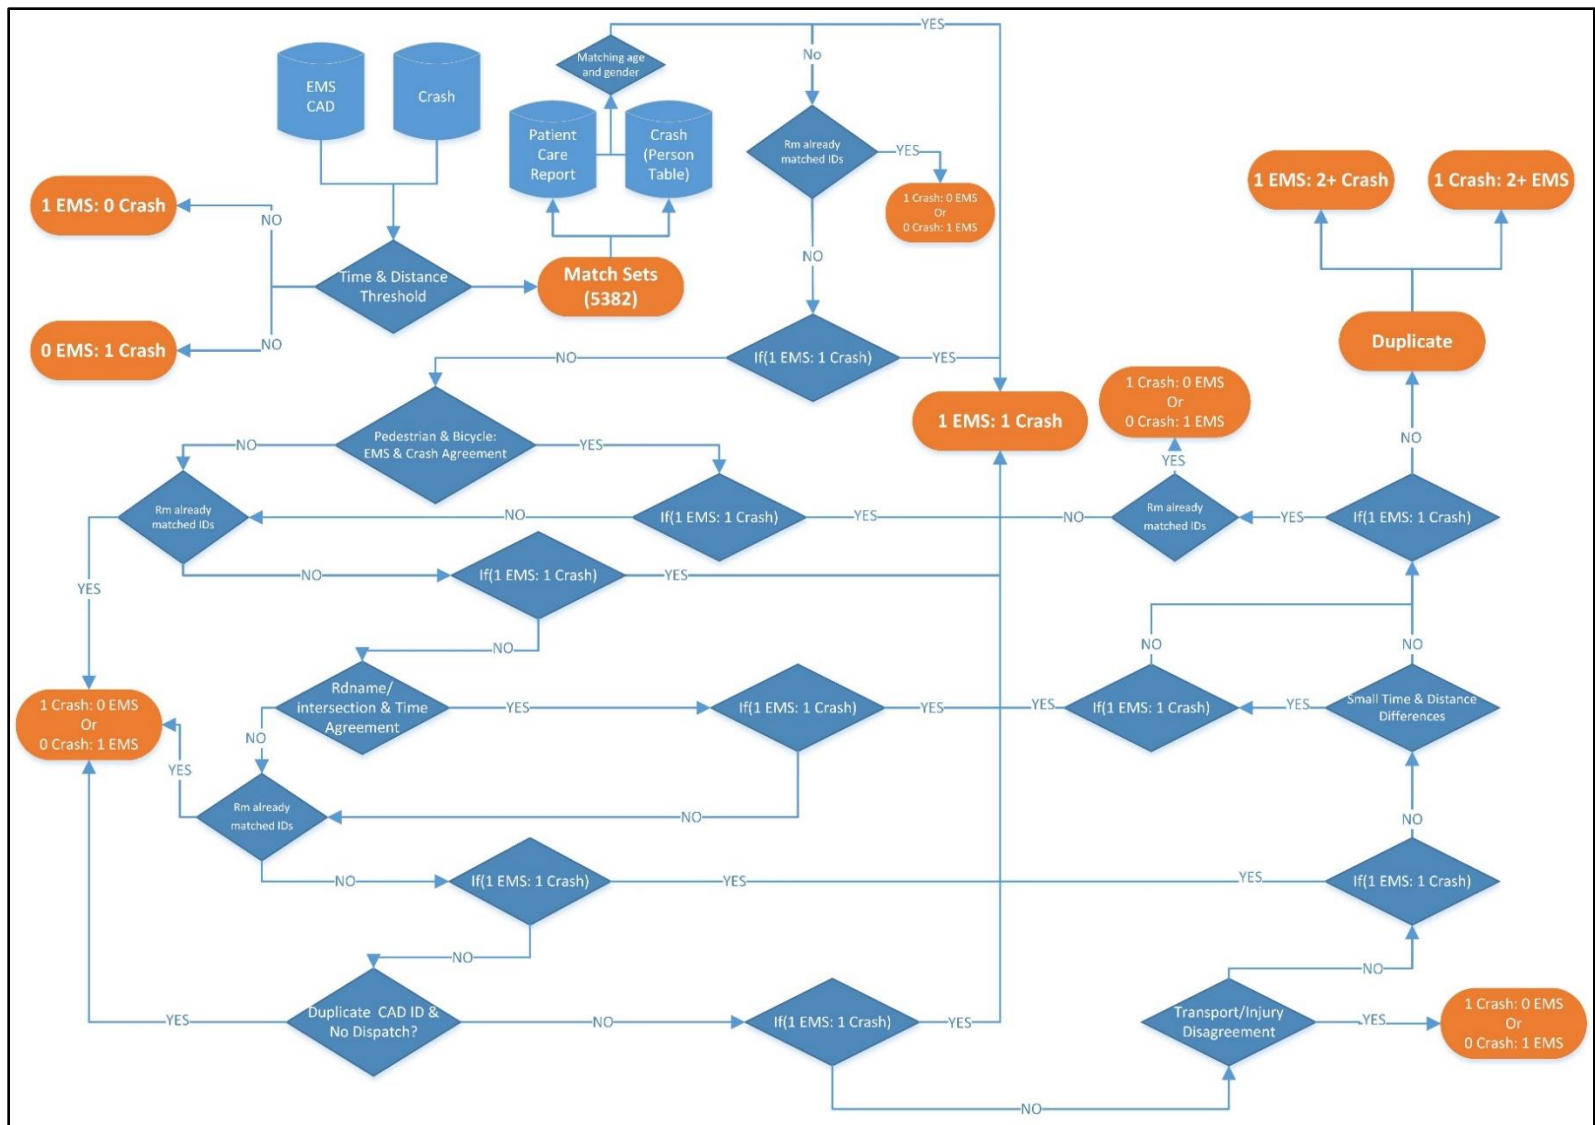 YES
No
Matching age
and gender
EMS
CAD
Crash
Patient
Care
Report
Crash
(Person
Table)
Rm already
matched IDs
YES
1 Crash: 0 EMS
Or
0 Crash: 1 EMS
1 EMS: 2+ Crash
1 Crash: 2+ EMS
1 EMS: 0 Crash
NO
NO
Time & Distance
Threshold
Match Sets
(5382)
0 EMS: 1 Crash
NO
Duplicate
NO
If(1 EMS: 1 Crash)
YES
1 Crash: 0 EMS
Or
0 Crash: 1 EMS
1 EMS: 1 Crash
Pedestrian & Bicycle:
EMS & Crash Agreement
NO
YES
NO
YES
Rm already
matched IDs
NO
If(1 EMS: 1 Crash)
YES
NO
Rm already
matched IDs
YES
If(1 EMS: 1 Crash)
NO
If(1 EMS: 1 Crash)
YES
YES
NO
NO
NO
1 Crash: 0 EMS
Or
0 Crash: 1 EMS
Rdname/
intersection & Time
Agreement
YES
If(1 EMS: 1 Crash)
YES
YES
If(1 EMS: 1 Crash)
YES
Small Time & Distance
Differences
NO
YES
Rm already
matched IDs
NO
NO
NO
If(1 EMS: 1 Crash)
YES
YES
If(1 EMS: 1 Crash)
NO
NO
Duplicate CAD ID &
No Dispatch?
YES
NO
If(1 EMS: 1 Crash)
YES
Transport/Injury
Disagreement
YES
1 Crash: 0 EMS
Or
0 Crash: 1 EMS
NO